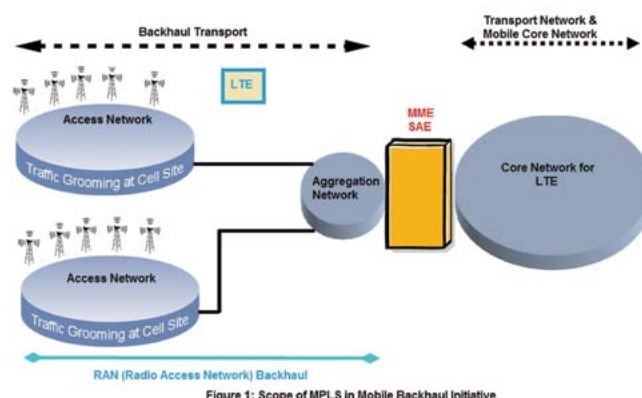 Backhaul Transport
Transport Network &
Mobile Core Network
LTE
MME
SAE
Access Network
Traffic Grooming at Cell Site
Aggregation
Network
Core Network for
LTE
Access Network
Traffic Grooming at Cell Site
RAN (Radio Access Network) Backhaul
Figure 1: Scope of MPLS in Mobile Backhaul Initiative